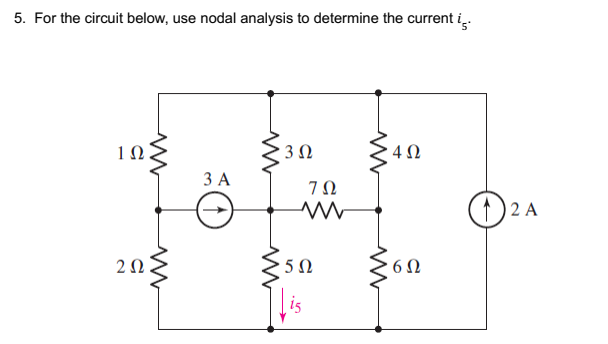 5. For the circuit below, use nodal analysis to determine the current i₅.
1 Ω
3 Ω
4 Ω
3 A
7 Ω
2 A
2 Ω
5 Ω
6 Ω
i₅